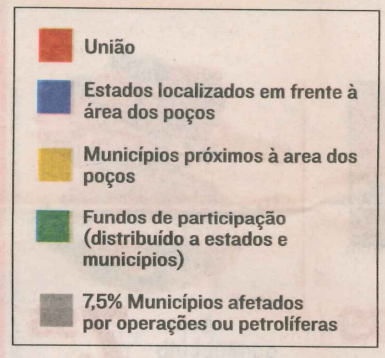 União
Estados localizados em frente à
área dos poços
Municípios próximos à area dos
poços
Fundos de participação
(distribuído a estados e
municípios)
7,5% Municípios afetados
por operações ou petrolíferas